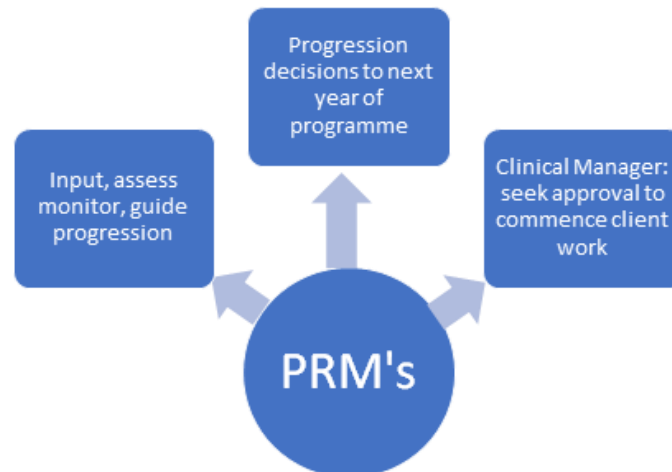 Progression
decisions to next
year of
programme
Input, assess
monitor, guide
progression
Clinical Manager:
seek approval to
commence client
work
PRM's